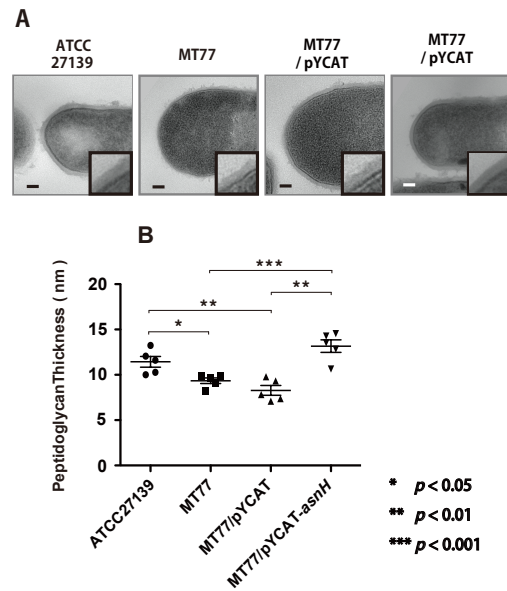 A
ATCC
27139
MT77
MT77
/ pYCAT
MT77
/ pYCAT
B
***
**
**
*
PeptidoglycanThickness ( nm )
20
15
10
5
0
ATCC27139
MT77
MT77/pYCAT
MT77/pYCAT-asnH
* p < 0.05
** p < 0.01
*** p < 0.001